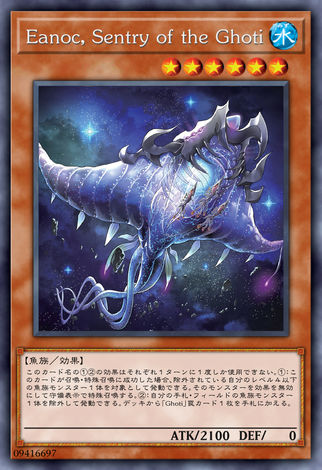 Eanoc, Sentry of the Ghoti
水
【魚族／効果】
このカード名の①②の効果はそれぞれ１ターンに１度しか使用できない。①：こ
のカードが召喚・特殊召喚に成功した場合、除外されている自分のレベル４以下
の魚族モンスター１体を対象として発動できる。そのモンスターを効果を無効
にして守備表示で特殊召喚する。②：自分の手札・フィールドの魚族モンスター
１体を除外して発動できる。デッキから「Ghoti」罠カード１枚を手札に加える。
ATK/2100 DEF/ 0
09416697